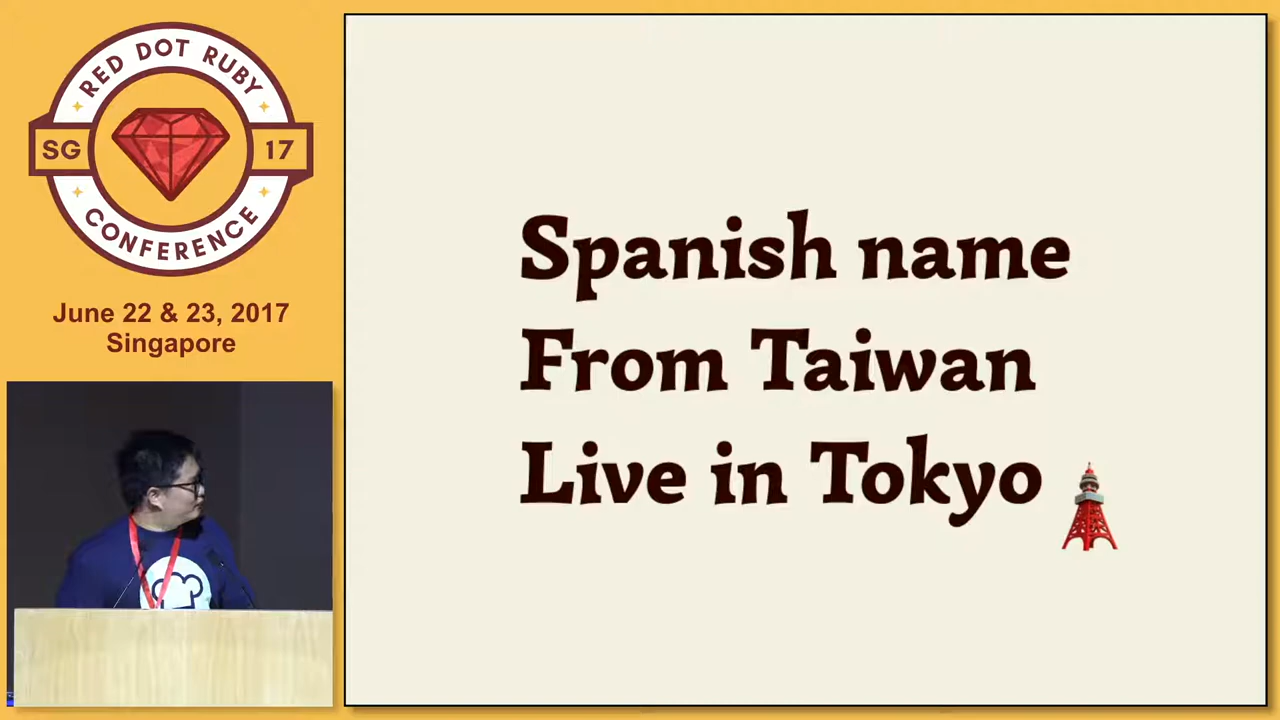 RED DOT RUBY
SG 17
CONFERENCE
June 22 & 23, 2017
Singapore
Spanish name
From Taiwan
Live in Tokyo